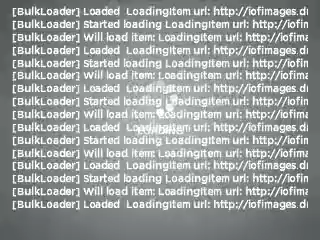 [BulkLoader] Loaded LoadingItem url: http://iofimages.d
[BulkLoader] Started loading LoadingItem url: http://iofim
[BulkLoader] Will load item: LoadingItem url: http://iofima
[BulkLoader] Loaded LoadingItem url: http://iofimages.d
[BulkLoader] Started loading LoadingItem url: http://iofim
[BulkLoader] Will load item: LoadingItem url: http://iofima
[BulkLoader] Loaded LoadingItem url: http://iofimages.d
[BulkLoader] Started loading LoadingItem url: http://iofim
[BulkLoader] Will load item: LoadingItem url: http://iofima
[BulkLoader] Loaded LoadingItem url: http://iofimages.d
[BulkLoader] Started loading LoadingItem url: http://iofim
[BulkLoader] Will load item: LoadingItem url: http://iofima
[BulkLoader] Loaded LoadingItem url: http://iofimages.d
[BulkLoader] Started loading LoadingItem url: http://iofim
[BulkLoader] Will load item: LoadingItem url: http://iofima
[BulkLoader] Loaded LoadingItem url: http://iofimages.d